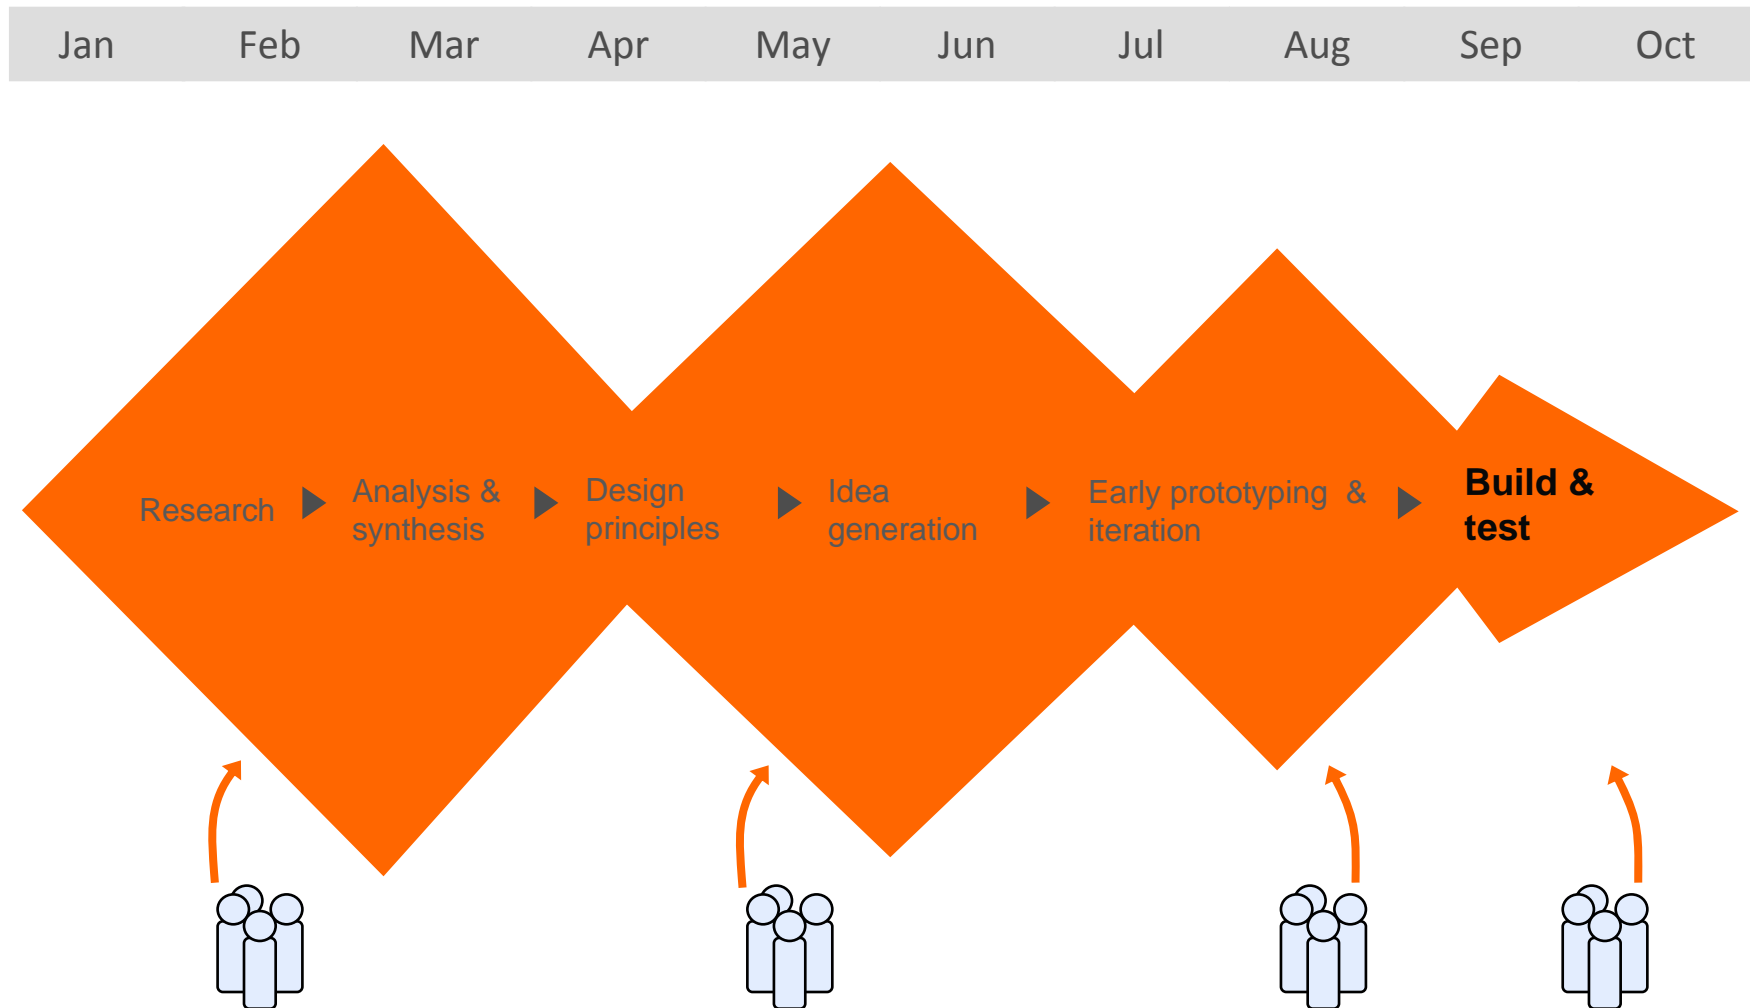 Jan Feb Mar Apr May Jun Jul Aug Sep Oct
Research
Analysis &
synthesis
Design
principles
Idea
generation
Early prototyping &
iteration
Build &
test